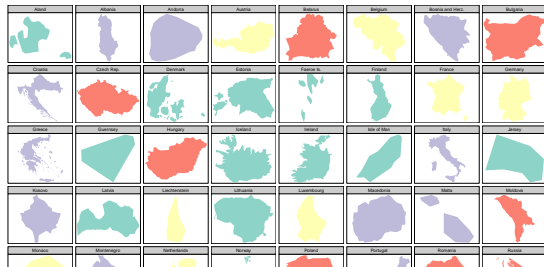 Aland Albania Andorra Austria Belarus Belgium Bosnia and Herz. Bulgaria
Croatia Czech Rep. Denmark Estonia Faeroe Is. Finland France Germany
Greece Guernsey Hungary Iceland Ireland Isle of Man Italy Jersey
Kosovo Latvia Liechtenstein Lithuania Luxembourg Macedonia Malta Moldova
Monaco Montenegro Netherlands Norway Poland Portugal Romania Russia